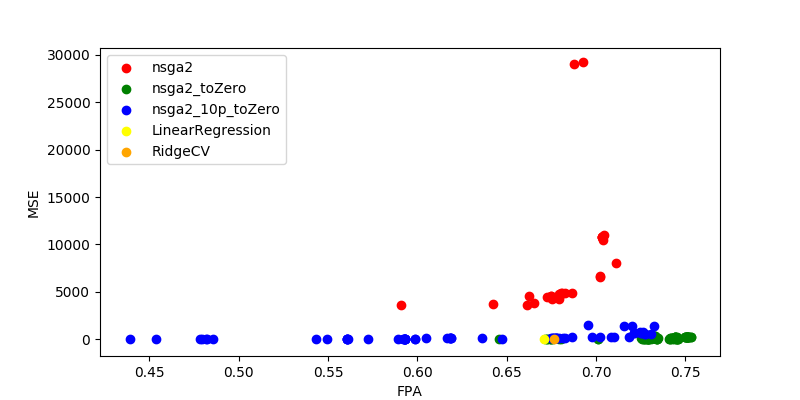 30000
25000
20000
15000
10000
5000
0
MSE
nsga2
nsga2_toZero
nsga2_10p_toZero
LinearRegression
RidgeCV
0.45 0.50 0.55 0.60 0.65 0.70 0.75
FPA